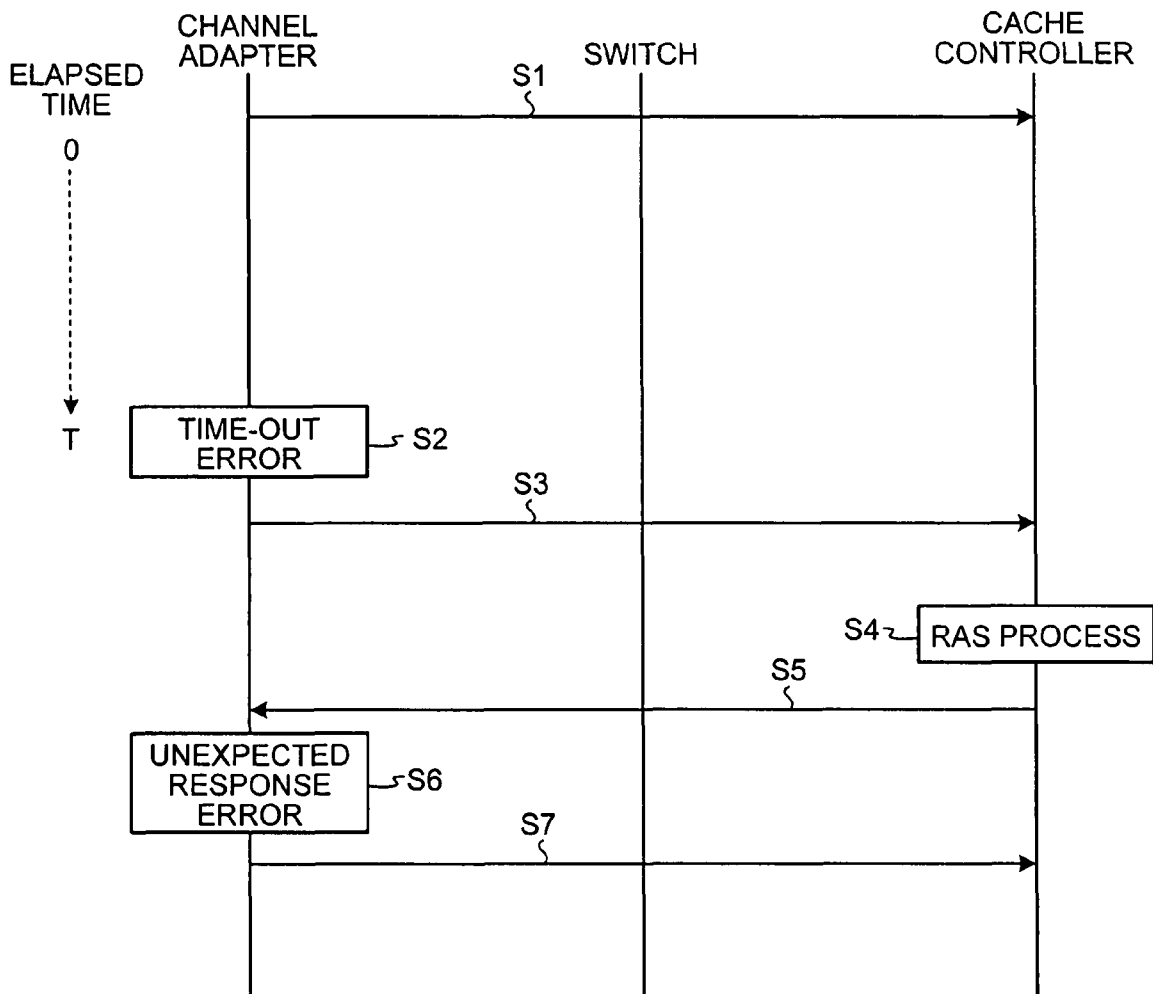 CHANNEL
ADAPTER
SWITCH
CACHE
CONTROLLER
ELAPSED
TIME
0
T
S1
TIME-OUT
ERROR
S2
S3
S4
RAS PROCESS
S5
UNEXPECTED
RESPONSE
ERROR
S6
S7